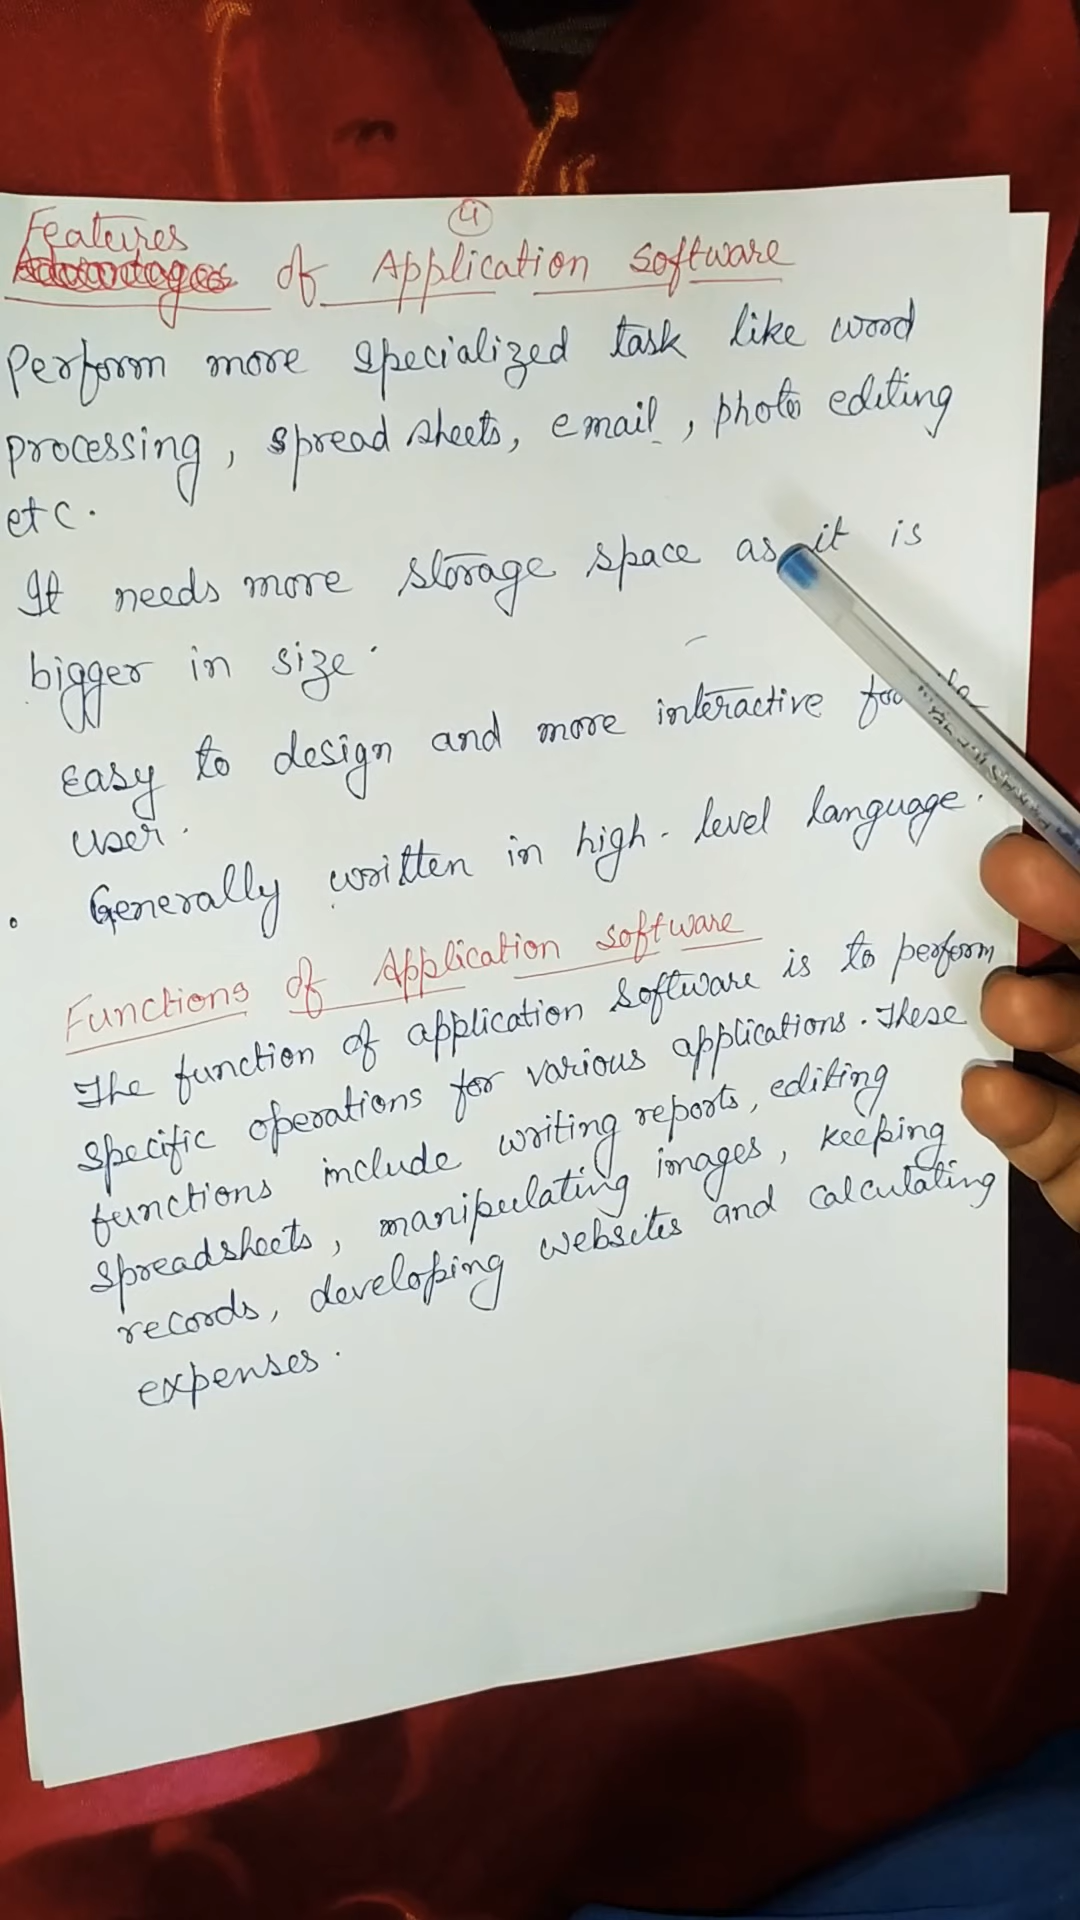 4
Features
of Application Software
Perform more specialized task like word
processing, spread sheets, email, photo editing
etc.
It needs more storage space as it is
bigger in size.
Easy to design and more interactive for the
user.
• Generally written in high-level language.
Functions of Application Software
The function of application software is to perform
specific operations for various applications. These
functions include writing reports, editing
spreadsheets, manipulating images, keeping
records, developing websites and calculating
expenses.